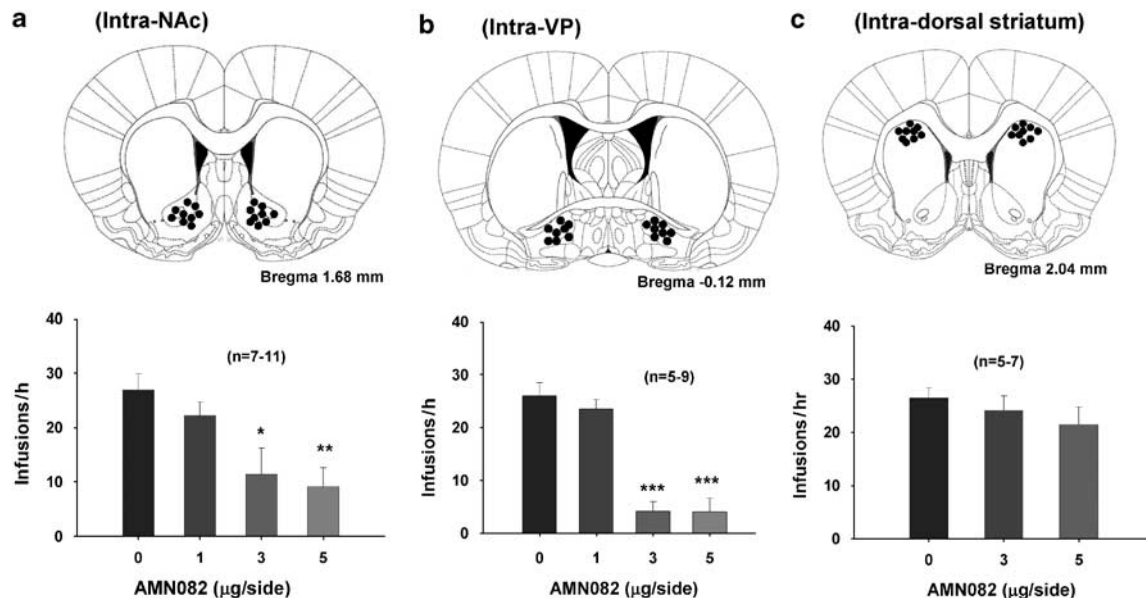 a (Intra-NAc)
Bregma 1.68 mm
Infusions/h
40
30
20
10
0
(n=7-11)
*
**
0 1 3 5
AMN082 (μg/side)
b (Intra-VP)
Bregma -0.12 mm
Infusions/h
40
30
20
10
0
(n=5-9)
***
***
0 1 3 5
AMN082 (μg/side)
c (Intra-dorsal striatum)
Bregma 2.04 mm
Infusions/hr
40
30
20
10
0
(n=5-7)
0 3 5
AMN082 (μg/side)